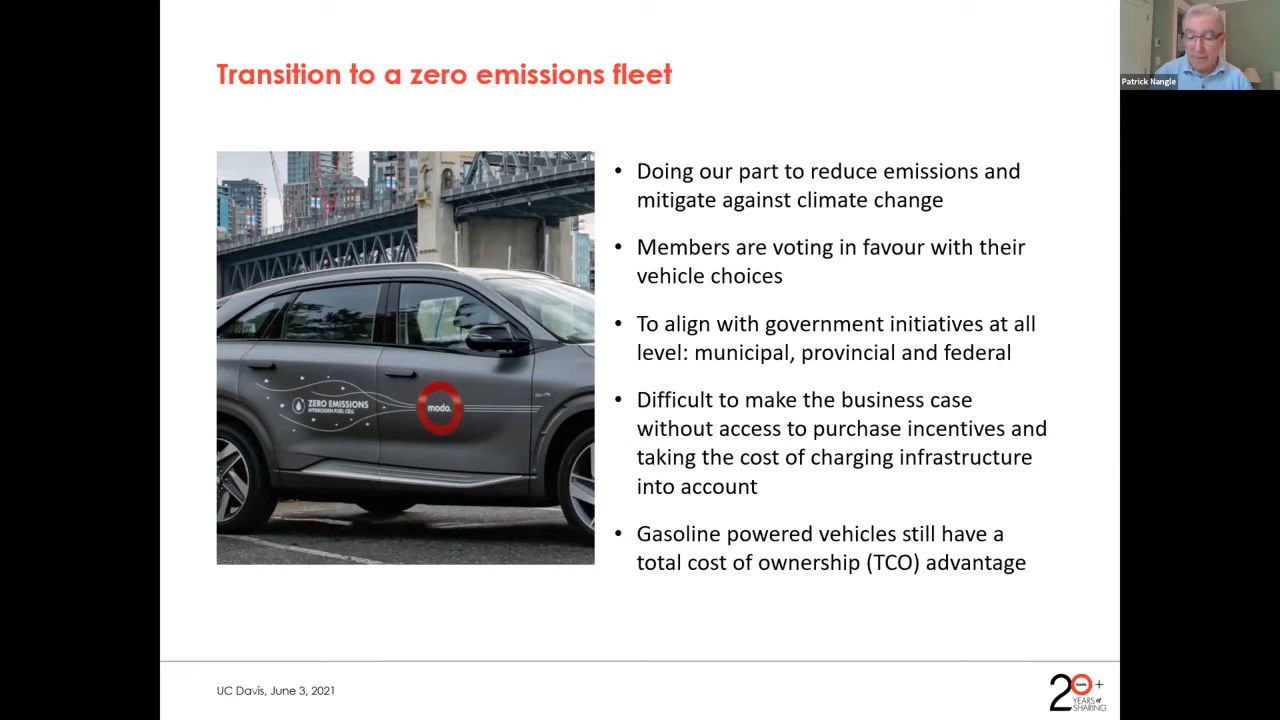 Transition to a zero emissions fleet
Patrick Nangle
• Doing our part to reduce emissions and
mitigate against climate change
• Members are voting in favour with their
vehicle choices
• To align with government initiatives at all
level: municipal, provincial and federal
• Difficult to make the business case
without access to purchase incentives and
taking the cost of charging infrastructure
into account
• Gasoline powered vehicles still have a
total cost of ownership (TCO) advantage
ZERO EMISSIONS
HYDROGEN FUEL CELL
modo.
UC Davis, June 3, 2021
20+
modo.
YEARS of
SHARING